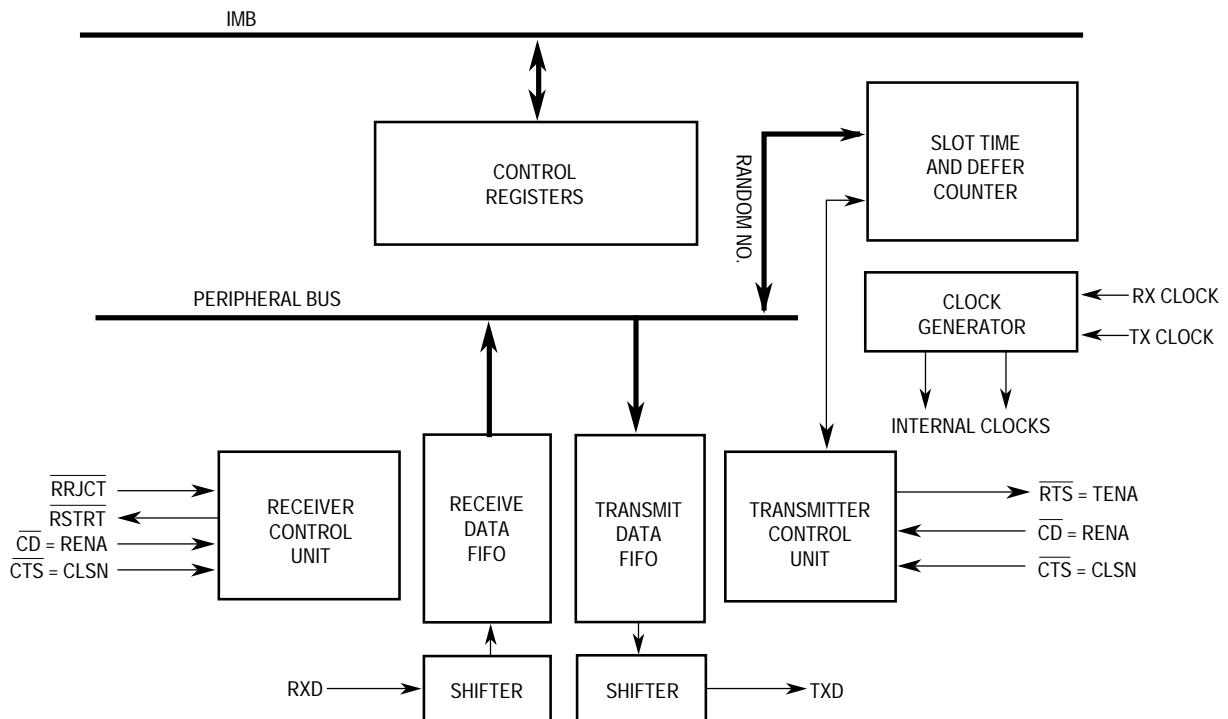 IMB
CONTROL
REGISTERS
RANDOM NO.
SLOT TIME
AND DEFER
COUNTER
PERIPHERAL BUS
CLOCK
GENERATOR
RX CLOCK
TX CLOCK
INTERNAL CLOCKS
RRJCT
RSTRT
CD = RENA
CTS = CLSN
RECEIVER
CONTROL
UNIT
RECEIVE
DATA
FIFO
TRANSMIT
DATA
FIFO
TRANSMITTER
CONTROL
UNIT
RTS = TENA
CD = RENA
CTS = CLSN
RXD
SHIFTER
SHIFTER
TXD